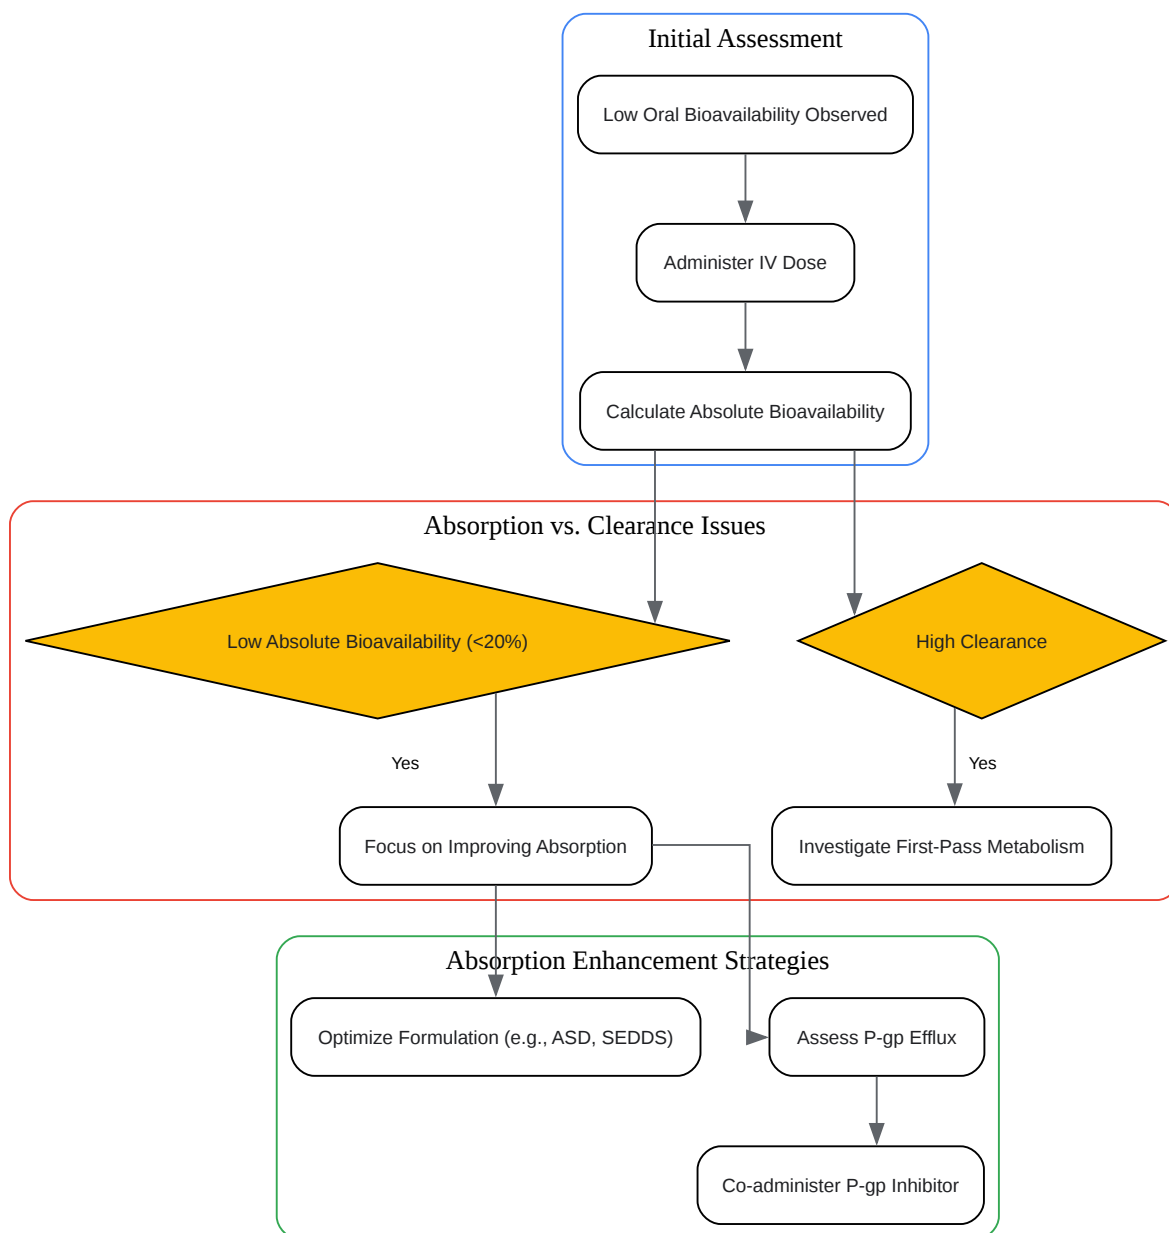 Initial Assessment
Low Oral Bioavailability Observed
Administer IV Dose
Calculate Absolute Bioavailability
Absorption vs. Clearance Issues
Low Absolute Bioavailability (<20%)
High Clearance
Yes
Yes
Focus on Improving Absorption
Investigate First-Pass Metabolism
Absorption Enhancement Strategies
Optimize Formulation (e.g., ASD, SEDDS)
Assess P-gp Efflux
Co-administer P-gp Inhibitor